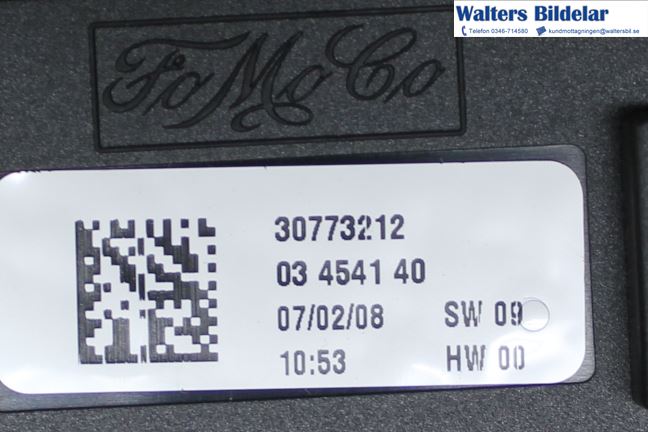 Walters Bildelar
Telefon 0346-714580 kundmottagningen@waltersbil.se
FoMoCo
30773212
03 4541 40
07/02/08 SW 09
10:53 HW 00